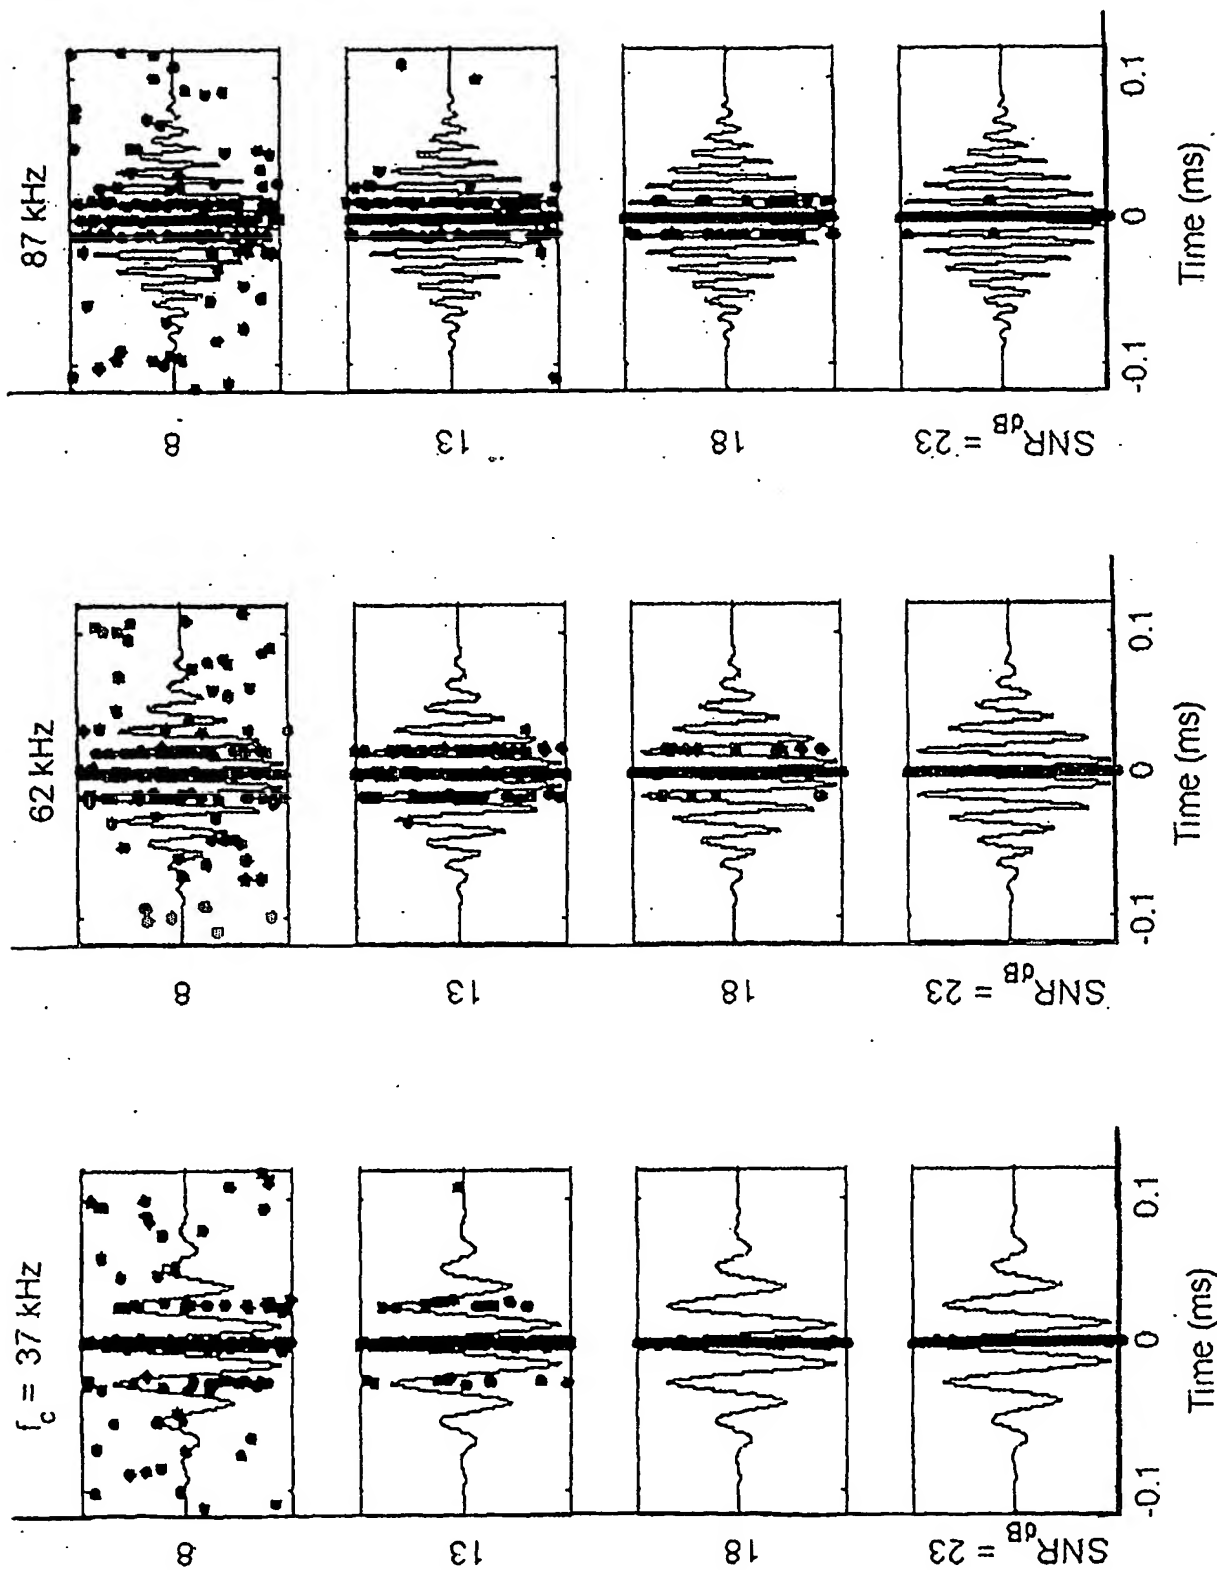 f_c = 37 kHz
8
13
18
SNR_dB = 23
-0.1
0
0.1
Time (ms)
62 kHz
8
13
18
SNR_dB = 23
-0.1
0
0.1
Time (ms)
87 kHz
8
13
18
SNR_dB = 23
-0.1
0
0.1
Time (ms)